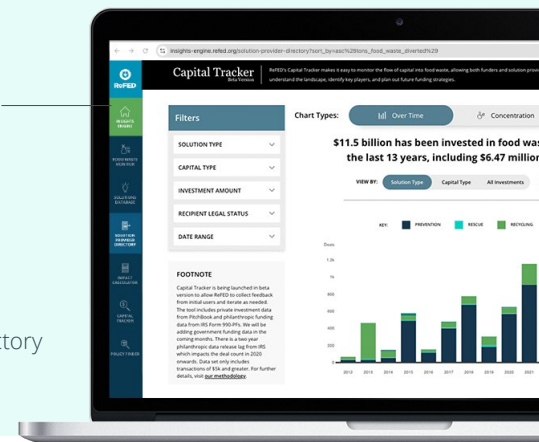 insights-engine.refed.org/solution-provider-directory?sort_by=asc%28tons_food_waste_diverted%29
ReFED
Capital Tracker
Beta Version
ReFED's Capital Tracker makes it easy to monitor the flow of capital into food waste, allowing both funders and solution provi
understand the landscape, identify key players, and plan our future funding strategies.
INSIGHTS
ENGINE
FOOD WASTE
MONITOR
SOLUTIONS
DATABASE
SOLUTION
PROVIDER
DIRECTORY
IMPACT
CALCULATOR
CAPITAL
TRACKER
POLICY FINDER
ctory
Filters
SOLUTION TYPE
CAPITAL TYPE
INVESTMENT AMOUNT
RECIPIENT LEGAL STATUS
DATE RANGE
FOOTNOTE
Capital Tracker is being launched in beta
version to allow ReFED to collect feedback
from initial users and iterate as needed.
The tool includes private investment data
from PitchBook and philanthropic funding
data from IRS Form 990-PFs. We will be
adding government funding data in the
coming months. There is a two year
philanthropic data release lag from IRS
which impacts the deal count in 2020
onwards. Data set only includes
transactions of $5k and greater. For further
details, visit our methodology.
Chart Types:
Over Time
Concentration
$11.5 billion has been invested in food was
the last 13 years, including $6.47 million
VIEW BY:
Solution Type
Capital Type
All Investments
KEY:
PREVENTION
RESCUE
RECYCLING
Deals
1.2k
1k
800
600
400
200
2012 2013 2014 2015 2016 2017 2018 2019 2020 2021